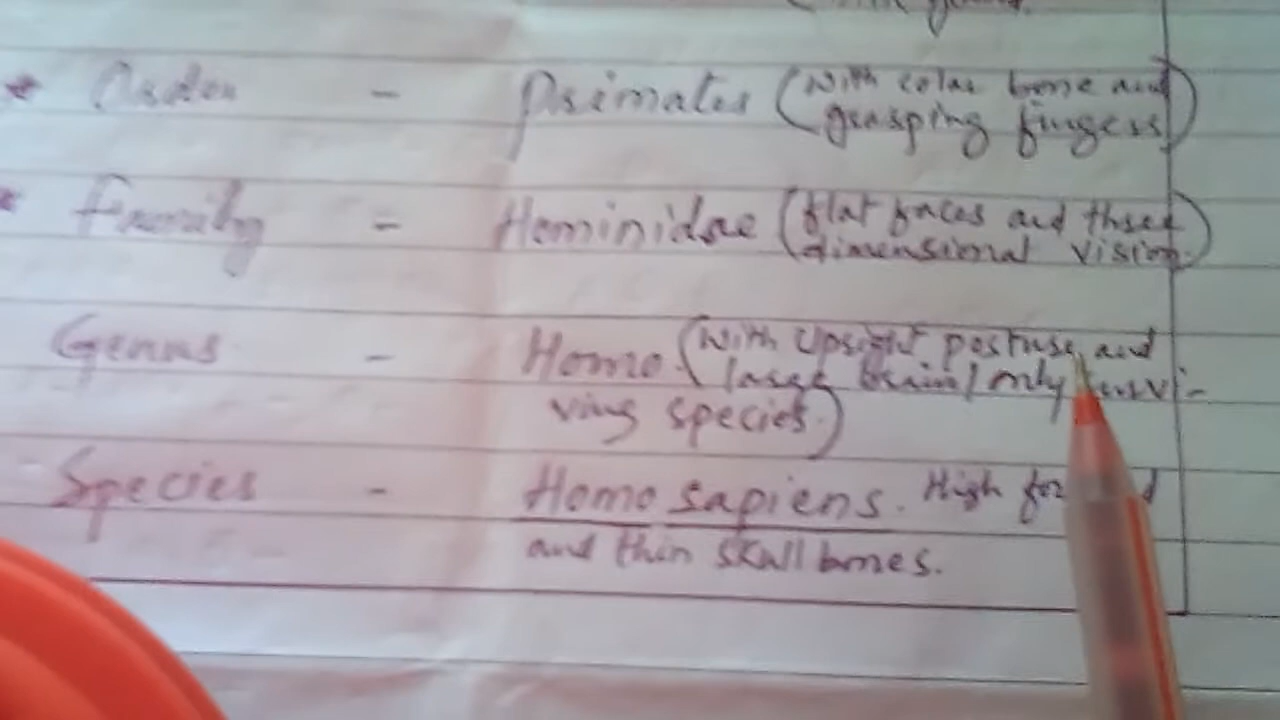 * Order - Primates (with colar bone and
grasping fingers)
* Family - Hominidae (flat faces and three
dimensional vision.)
Genus - Homo (with upright posture and
large brain/only survi-
ving species.)
Species - Homo sapiens. High
and thin skull bones.